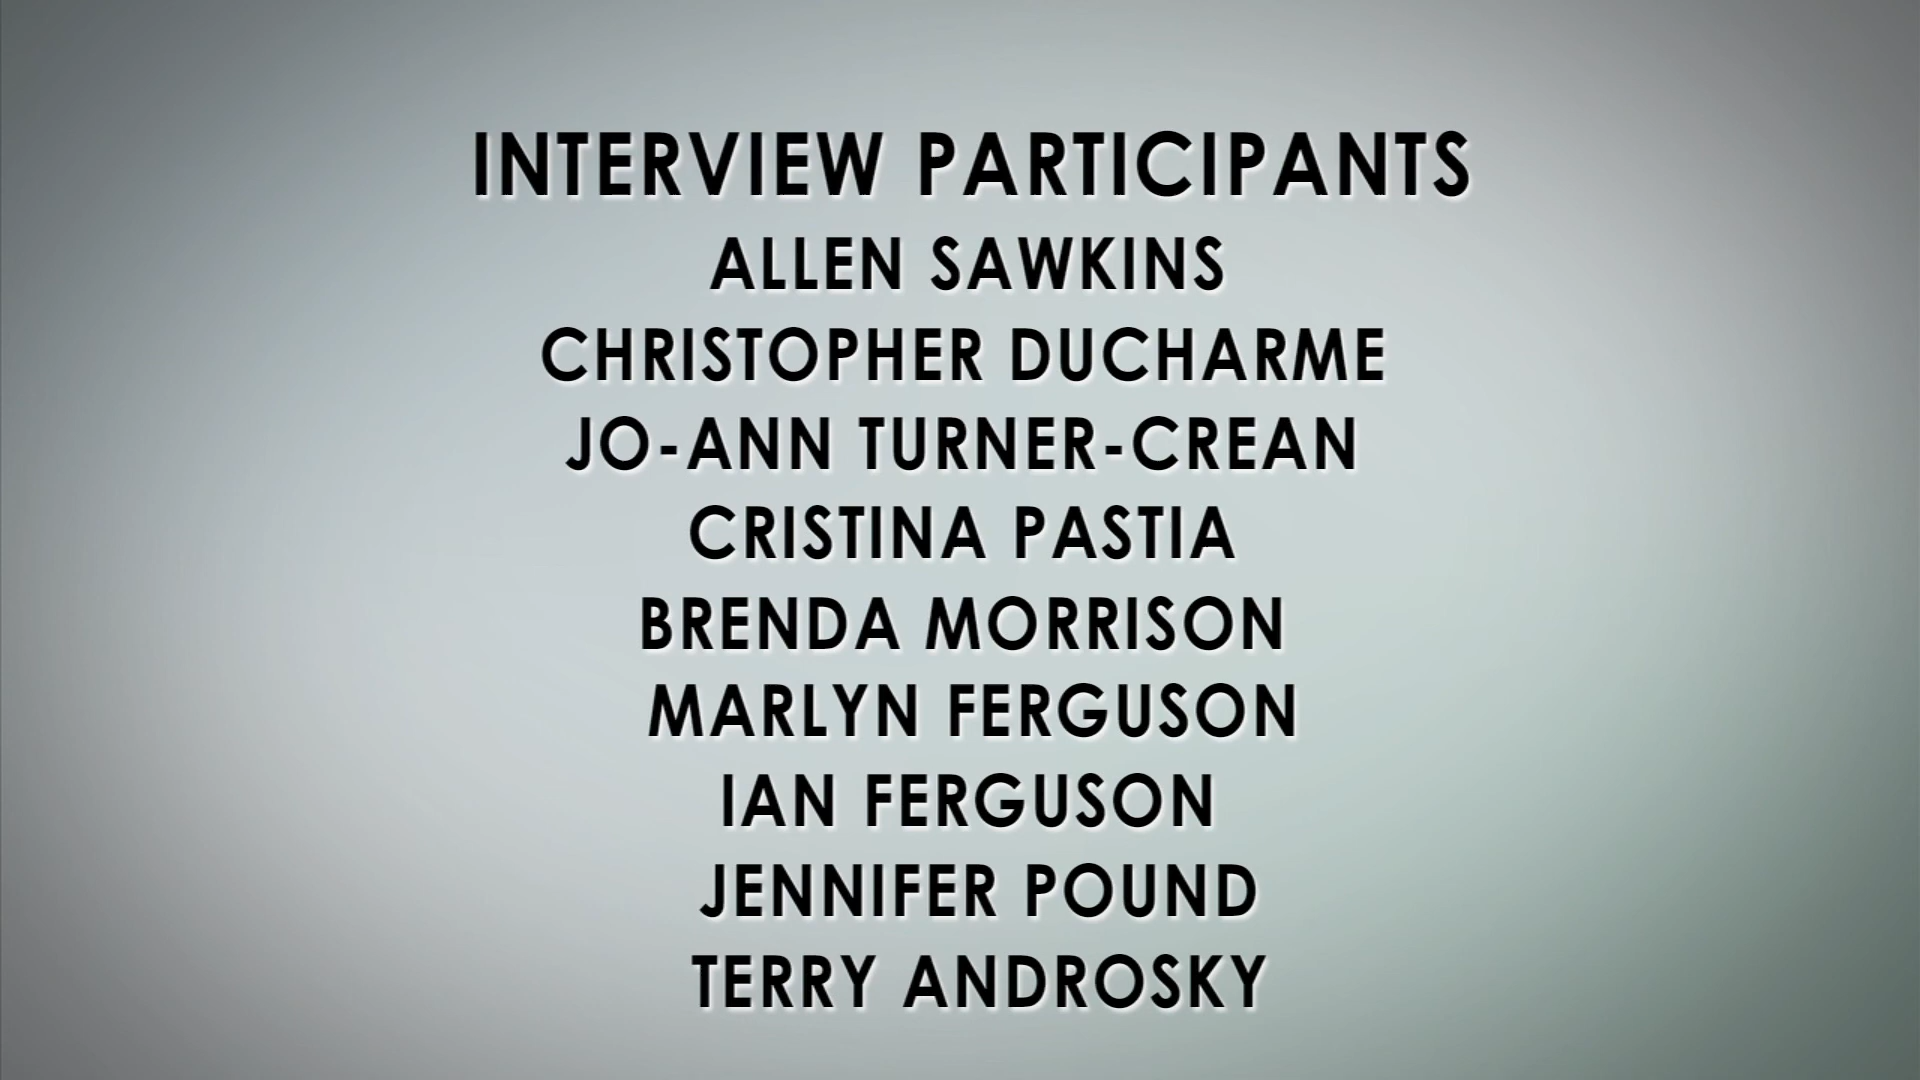 INTERVIEW PARTICIPANTS
ALLEN SAWKINS
CHRISTOPHER DUCHARME
JO-ANN TURNER-CREAN
CRISTINA PASTIA
BRENDA MORRISON
MARLYN FERGUSON
IAN FERGUSON
JENNIFER POUND
TERRY ANDROSKY